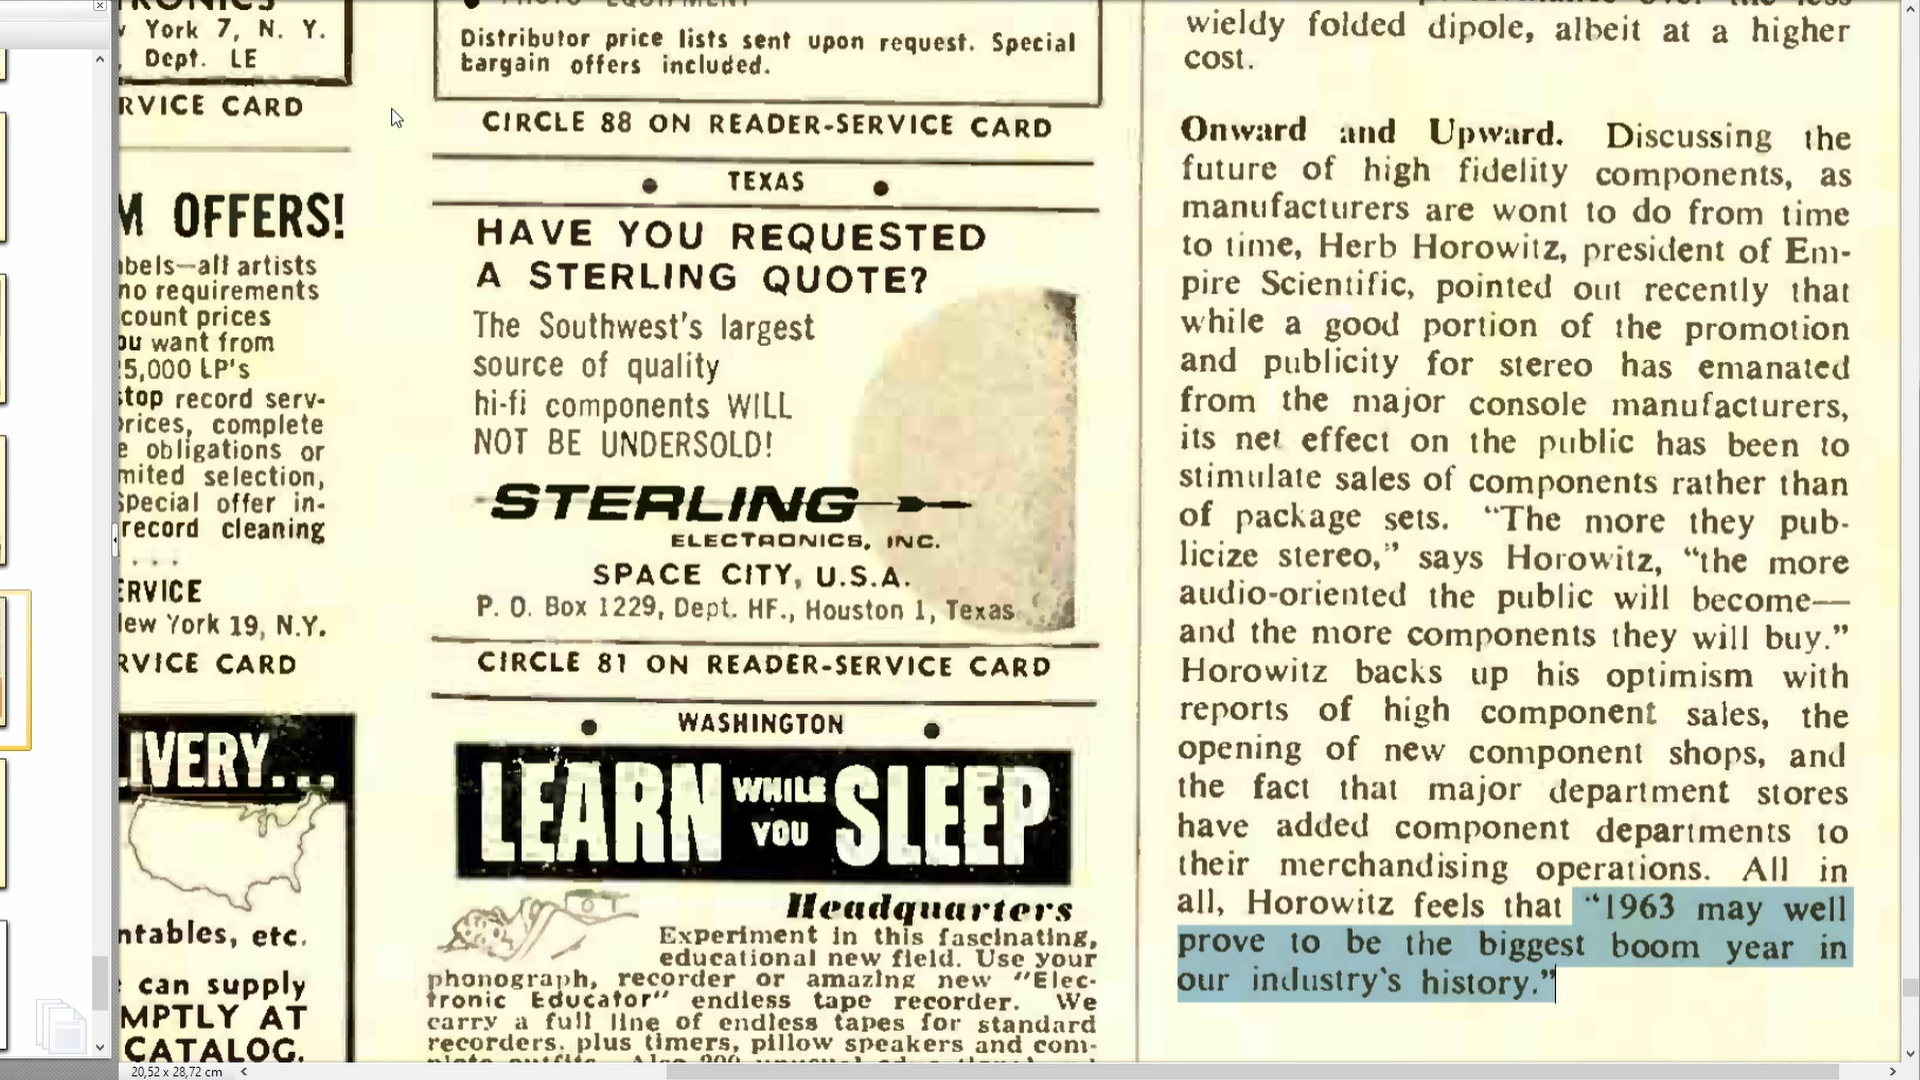 York 7, N. Y.
Dept. LE
RVICE CARD
M OFFERS!
bels—all artists
no requirements
count prices
ou want from
5,000 LP's
stop record serv-
rices, complete
e obligations or
mited selection,
special offer in-
record cleaning
. . .
ERVICE
lew York 19, N.Y.
RVICE CARD
IVERY...
ntables, etc.
can supply
MPTLY AT
CATALOG.
Distributor price lists sent upon request. Special
bargain offers included.
CIRCLE 88 ON READER-SERVICE CARD
• TEXAS •
HAVE YOU REQUESTED
A STERLING QUOTE?
The Southwest's largest
source of quality
hi-fi components WILL
NOT BE UNDERSOLD!
STERLING
ELECTRONICS, INC.
SPACE CITY, U.S.A.
P. O. Box 1229, Dept. HF., Houston 1, Texas
CIRCLE 81 ON READER-SERVICE CARD
• WASHINGTON •
LEARN WHILE YOU SLEEP
Headquarters
Experiment in this fascinating,
educational new field. Use your
phonograph, recorder or amazing new "Elec-
tronic Educator" endless tape recorder. We
carry a full line of endless tapes for standard
recorders, plus timers, pillow speakers and com-
wieldy folded dipole, albeit at a higher
cost.
Onward and Upward. Discussing the
future of high fidelity components, as
manufacturers are wont to do from time
to time, Herb Horowitz, president of Em-
pire Scientific, pointed out recently that
while a good portion of the promotion
and publicity for stereo has emanated
from the major console manufacturers,
its net effect on the public has been to
stimulate sales of components rather than
of package sets. "The more they pub-
licize stereo," says Horowitz, "the more
audio-oriented the public will become—
and the more components they will buy."
Horowitz backs up his optimism with
reports of high component sales, the
opening of new component shops, and
the fact that major department stores
have added component departments to
their merchandising operations. All in
all, Horowitz feels that "1963 may well
prove to be the biggest boom year in
our industry's history."
20,52 x 28,72 cm